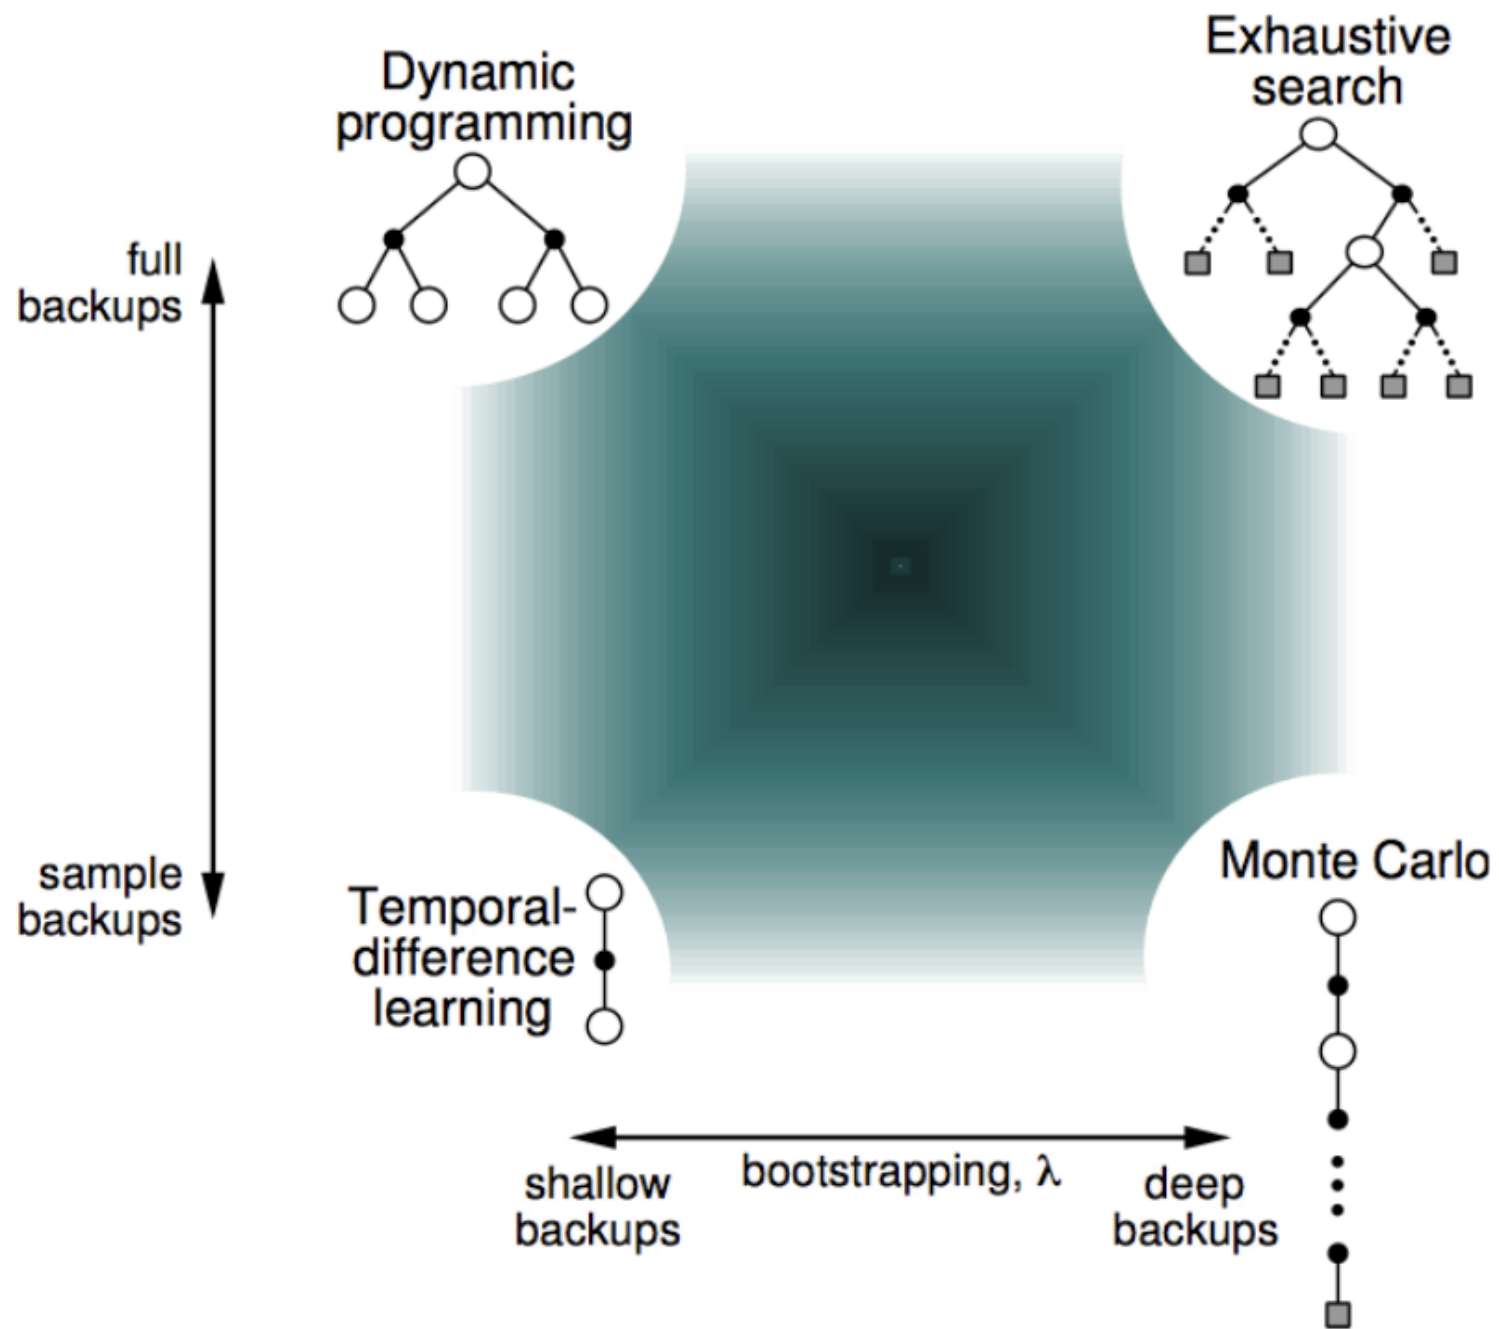 Dynamic
programming
Exhaustive
search
full
backups
sample
backups
Temporal-
difference
learning
Monte Carlo
bootstrapping, λ
shallow
backups
deep
backups